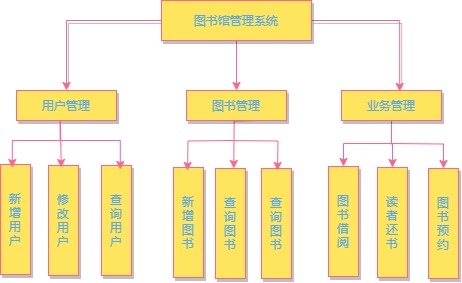 图书馆管理系统
用户管理
图书管理
业务管理
新增用户
修改用户
查询用户
新增图书
查询图书
查询图书
图书借阅
读者还书
图书预约